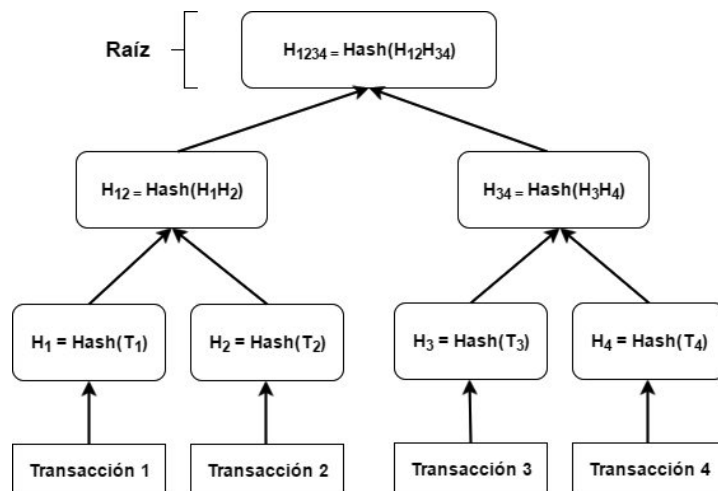 Raíz
H₁₂₃₄ = Hash(H₁₂H₃₄)
H₁₂ = Hash(H₁H₂)
H₃₄ = Hash(H₃H₄)
H₁ = Hash(T₁)
H₂ = Hash(T₂)
H₃ = Hash(T₃)
H₄ = Hash(T₄)
Transacción 1
Transacción 2
Transacción 3
Transacción 4